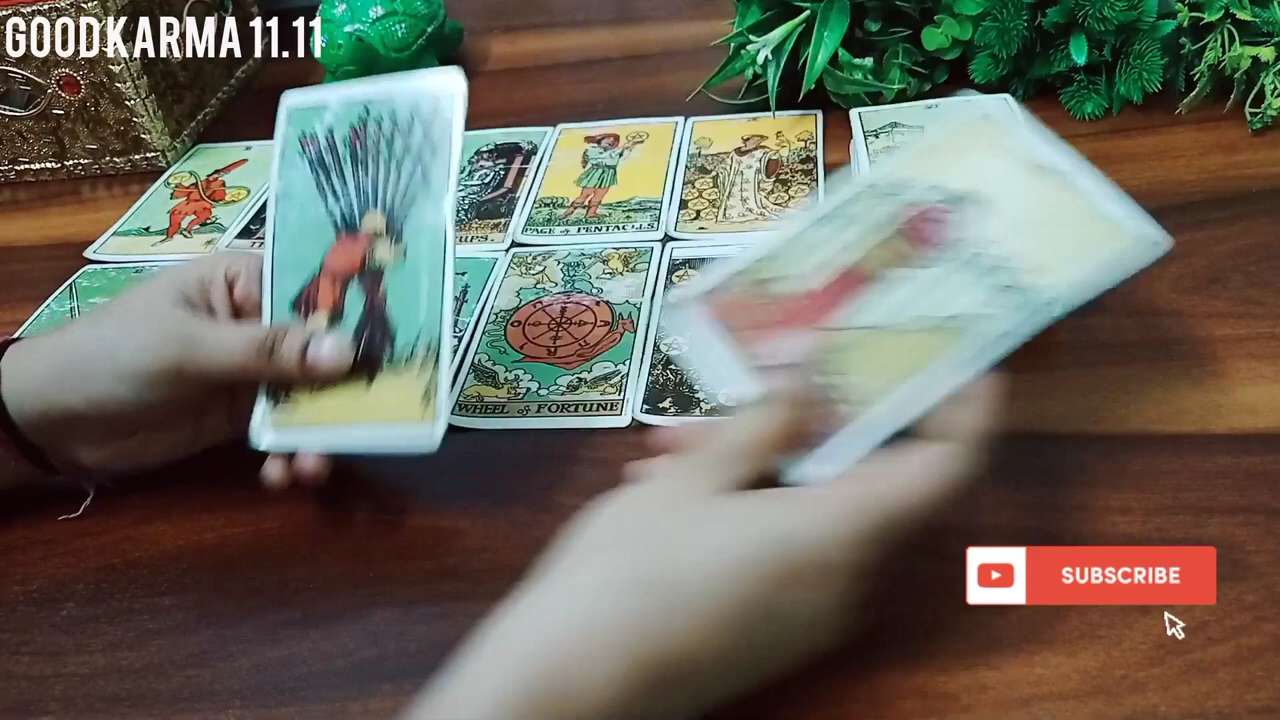 GOODKARMA 11.11
PAGE of PENTACLES.
WHEEL of FORTUNE
SUBSCRIBE